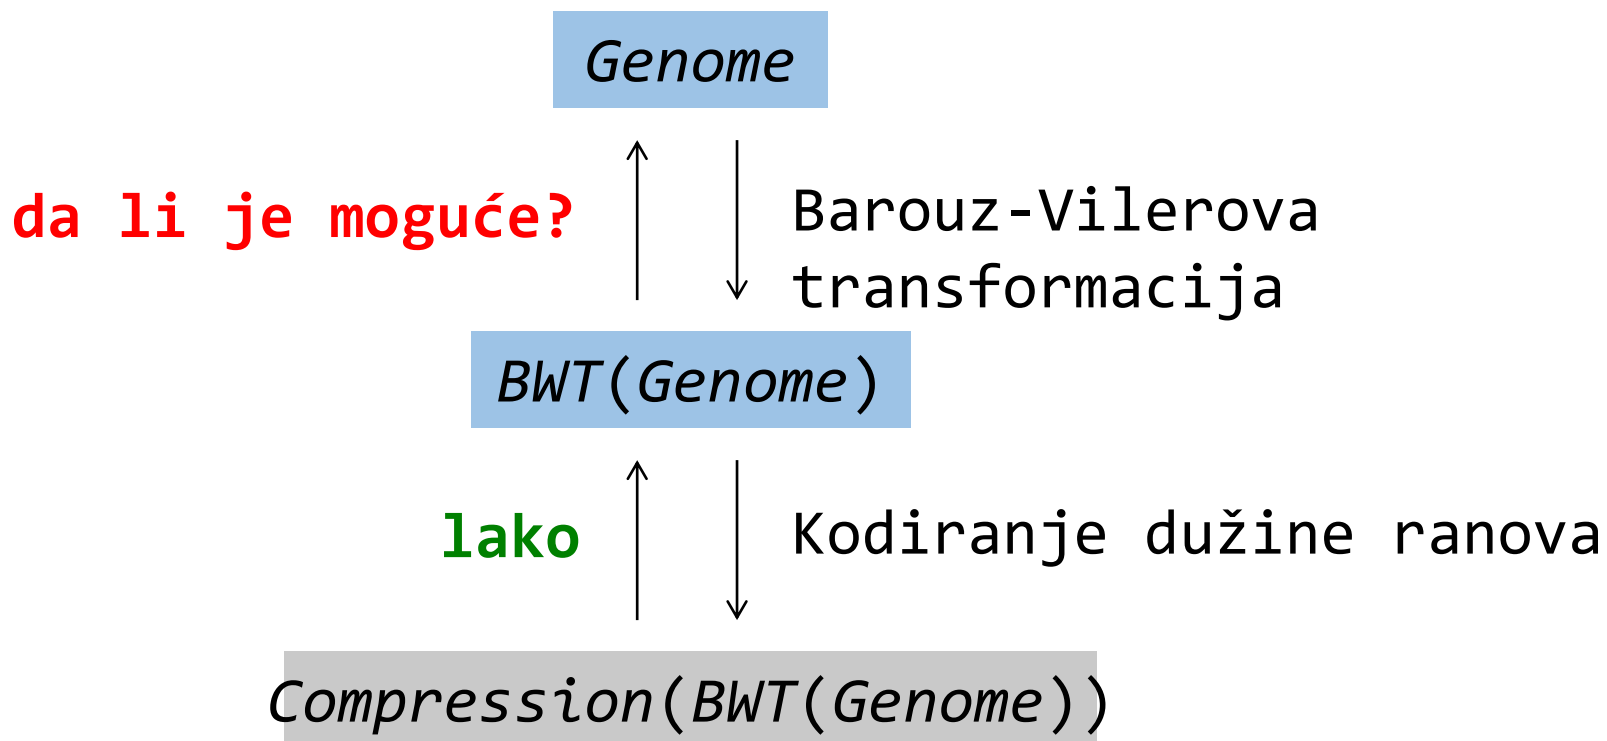 Genome
da li je moguće?
Barouz-Vilerova
transformacija
BWT(Genome)
lako
Kodiranje dužine ranova
Compression(BWT(Genome))